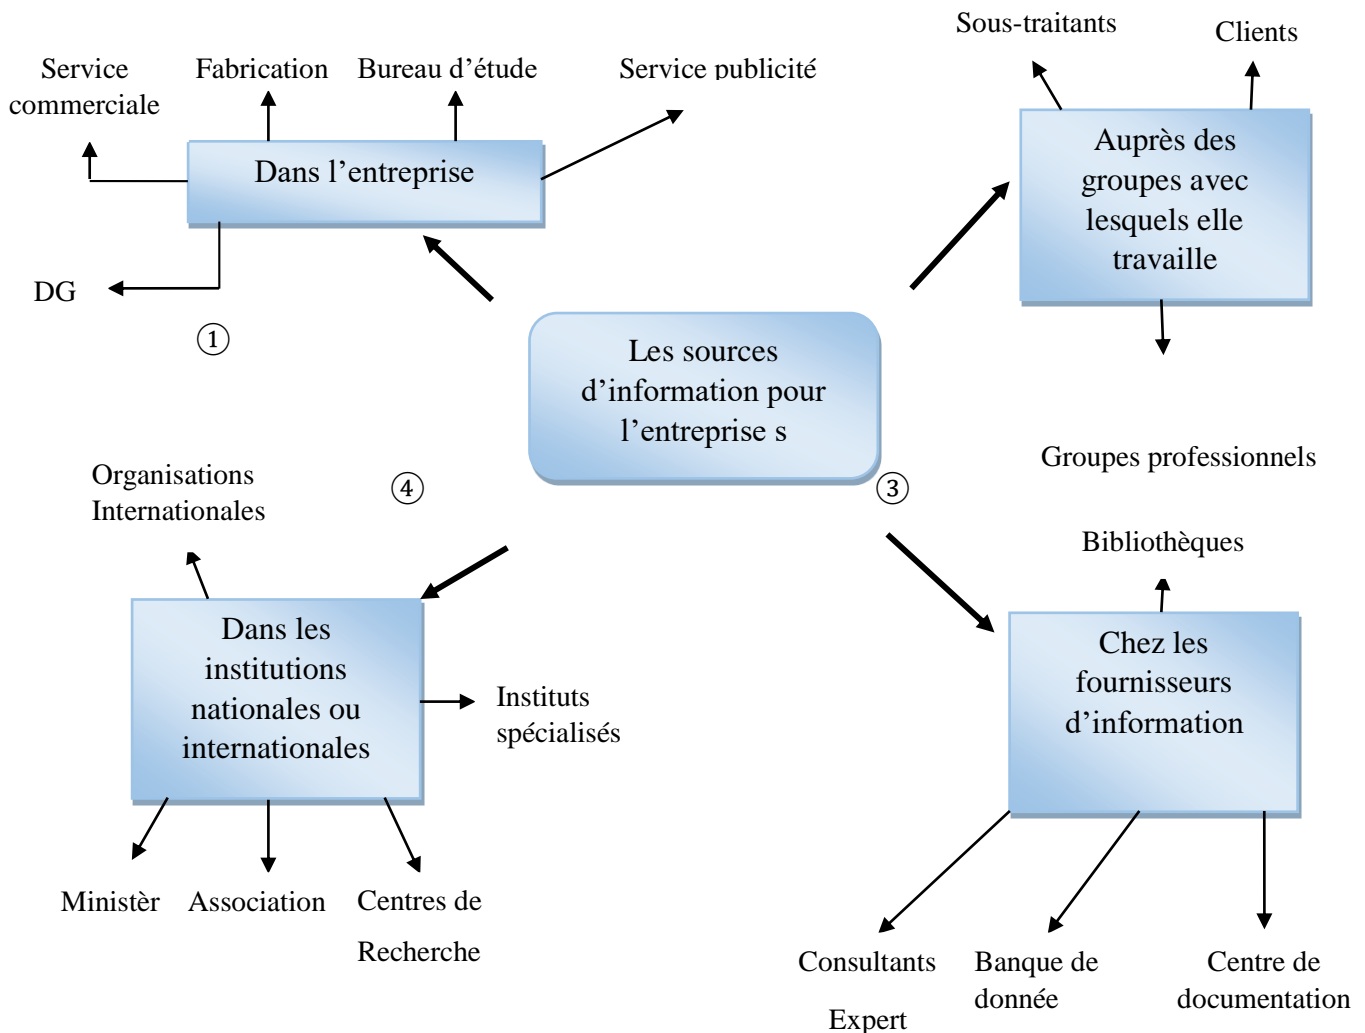 Sous-traitants
Clients
Service
commerciale
Fabrication
Bureau d’étude
Service publicité
Dans l’entreprise
Auprès des
groupes avec
lesquels elle
travaille
DG
①
Les sources
d’information pour
l’entreprise s
Groupes professionnels
Organisations
Internationales
④
③
Bibliothèques
Dans les
institutions
nationales ou
internationales
Instituts
spécialisés
Chez les
fournisseurs
d’information
Ministèr
Association
Centres de
Recherche
Consultants
Expert
Banque de
donnée
Centre de
documentation